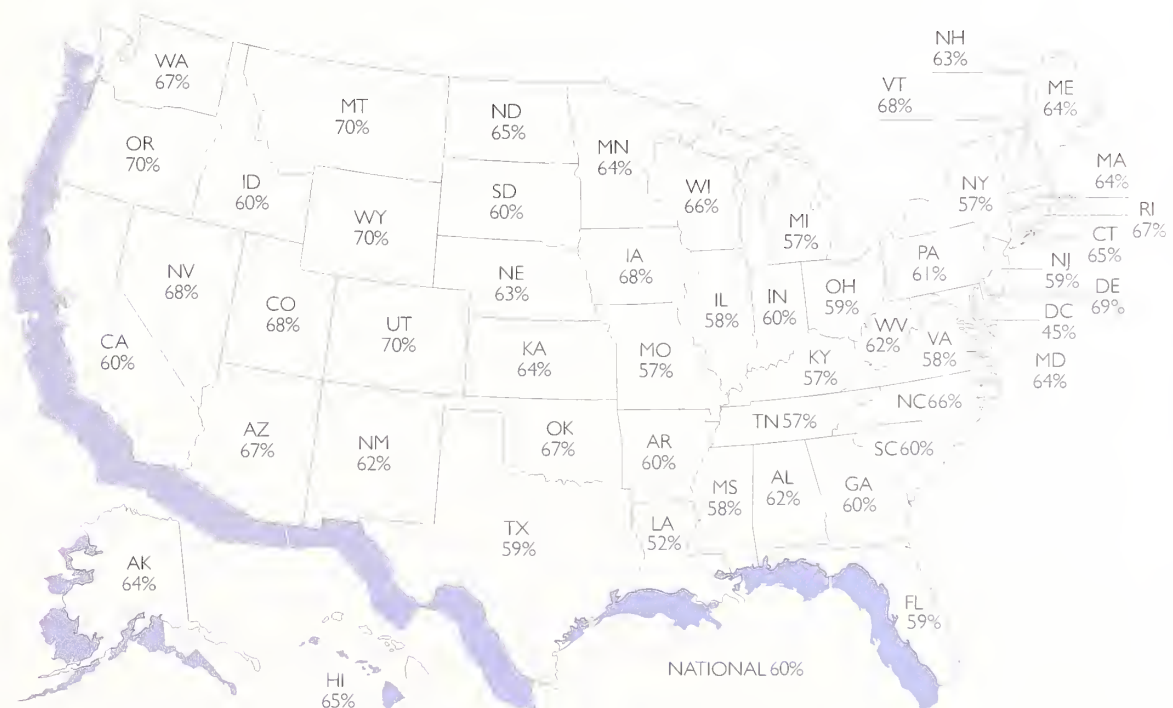 NH
63%
VT
68%
ME
64%
WA
67%
MT
70%
ND
65%
MN
64%
OR
70%
ID
60%
WY
70%
SD
60%
WI
66%
MI
57%
NY
57%
MA
64%
RI
67%
CT
65%
NJ
59%
DE
69%
DC
45%
MD
64%
NV
68%
CO
68%
UT
70%
NE
63%
IA
68%
IL
58%
IN
60%
OH
59%
PA
61%
WV
62%
VA
58%
CA
60%
KA
64%
MO
57%
KY
57%
NC 66%
TN 57%
SC 60%
AZ
67%
NM
62%
OK
67%
AR
60%
MS
58%
AL
62%
GA
60%
TX
59%
LA
52%
AK
64%
FL
59%
HI
65%
NATIONAL 60%